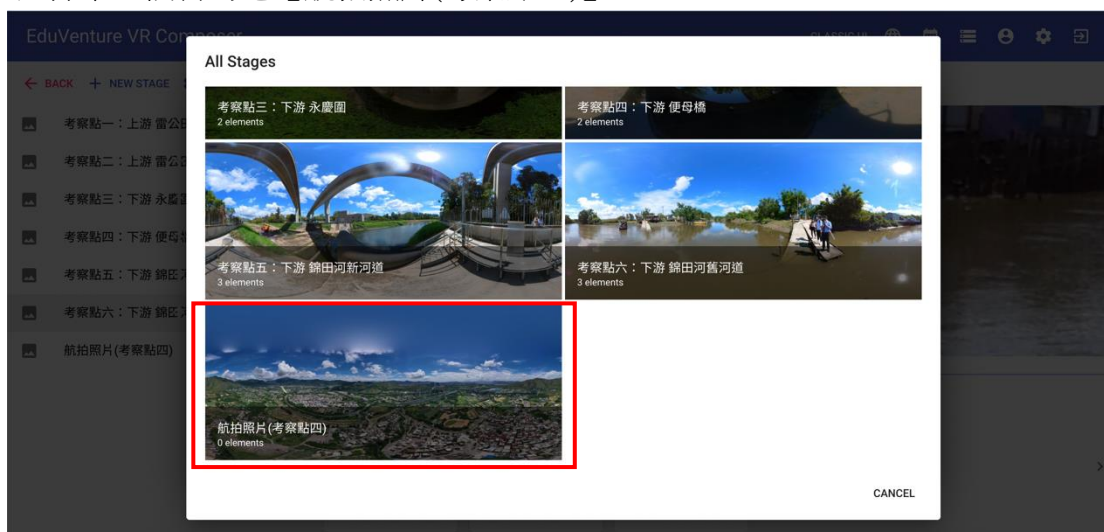 EduVenture VR Composer
CLASSIC UI
BACK
NEW STAGE
All Stages
考察點一：上游 雷公田
考察點二：上游 雷公
考察點三：下游 永慶
考察點四：下游 便母
考察點五：下游 錦田
考察點六：下游 錦田
航拍照片(考察點四)
考察點三：下游 永慶圍
2 elements
考察點四：下游 便母橋
2 elements
考察點五：下游 錦田河新河道
3 elements
考察點六：下游 錦田河舊河道
3 elements
航拍照片(考察點四)
0 elements
CANCEL